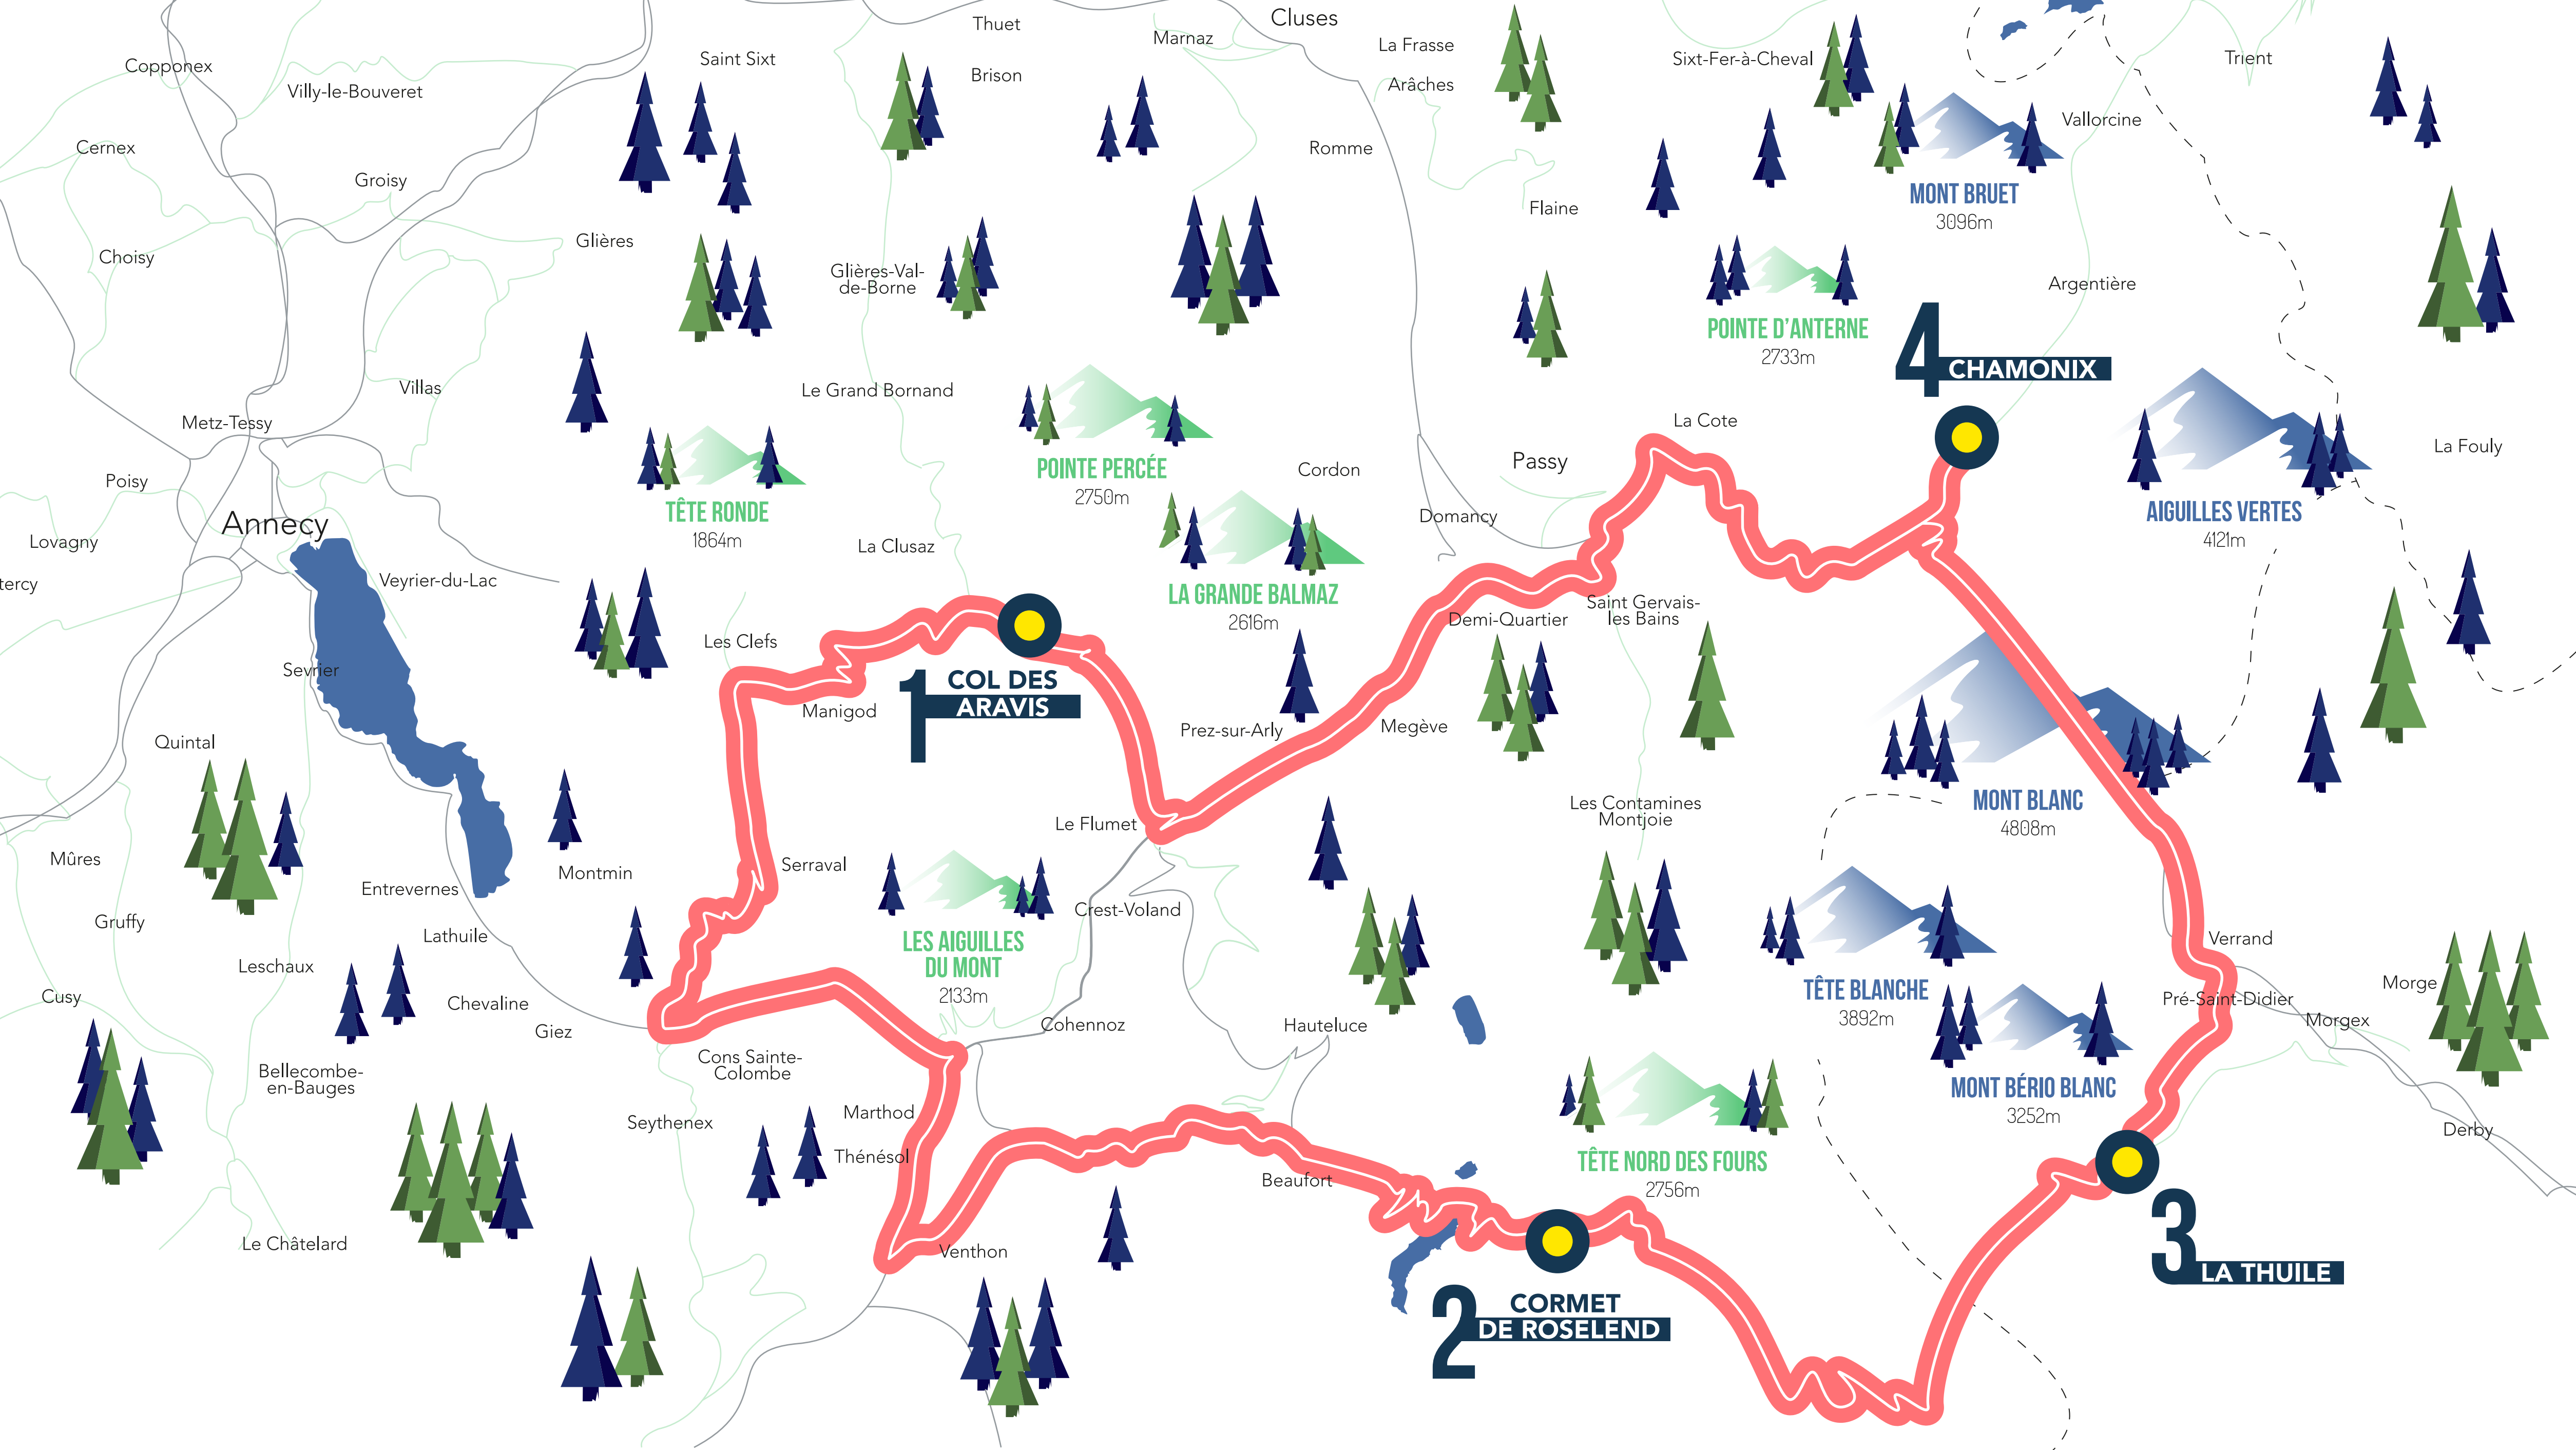 Thuet
Cluses
Marnaz
La Frasse
Saint Sixt
Sixt-Fer-à-Cheval
Trient
Copponex
Brison
Arâches
Villy-le-Bouveret
Vallorcine
Cernex
Romme
Groisy
MONT BRUET
3096m
Flaine
Glières
Choisy
Glières-Val-
de-Borne
Argentière
POINTE D'ANTERNE
2733m
4
CHAMONIX
Villas
Le Grand Bornand
Metz-Tessy
La Cote
La Fouly
POINTE PERCÉE
2750m
Cordon
Passy
Poisy
TÊTE RONDE
1864m
AIGUILLES VERTES
4121m
Annecy
Domancy
Lovagny
La Clusaz
tercy
Veyrier-du-Lac
LA GRANDE BALMAZ
2616m
Saint Gervais-
les Bains
Demi-Quartier
Les Clefs
Sevrier
1
COL DES
ARAVIS
Manigod
Prez-sur-Arly
Megève
Quintal
MONT BLANC
4808m
Les Contamines
Montjoie
Le Flumet
Mûres
Serraval
Montmin
Entrevernes
Crest-Voland
Gruffy
Lathuile
LES AIGUILLES
DU MONT
2133m
Verrand
Leschaux
Morge
TÊTE BLANCHE
3892m
Cusy
Chevaline
Pré-Saint-Didier
Giez
Cohennoz
Hauteluce
Morgex
Cons Sainte-
Colombe
Bellecombe-
en-Bauges
MONT BÉRIO BLANC
3252m
Marthod
Seythenex
Derby
Thénésol
TÊTE NORD DES FOURS
2756m
Beaufort
Le Châtelard
Venthon
3
LA THUILE
2
CORMET
DE ROSELEND